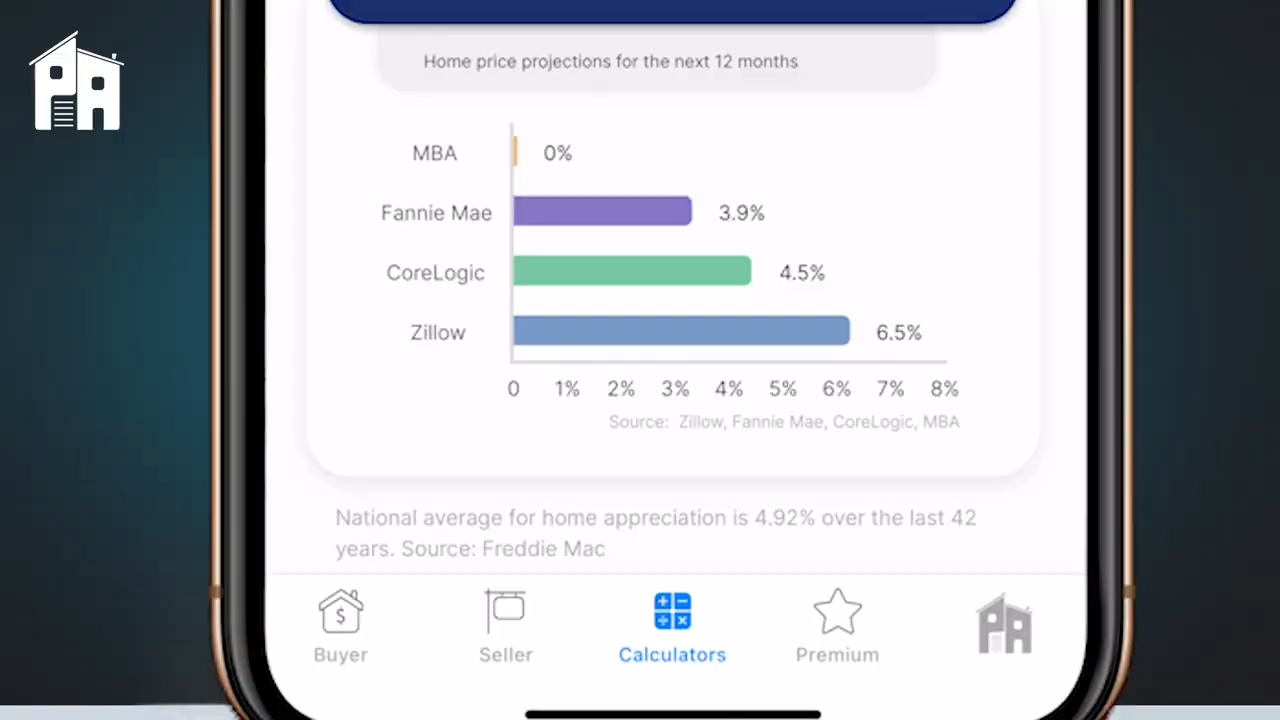 PA
Home price projections for the next 12 months
MBA 0%
Fannie Mae 3.9%
CoreLogic 4.5%
Zillow 6.5%
0 1% 2% 3% 4% 5% 6% 7% 8%
Source: Zillow, Fannie Mae, CoreLogic, MBA
National average for home appreciation is 4.92% over the last 42
years. Source: Freddie Mac
Buyer Seller Calculators Premium PA